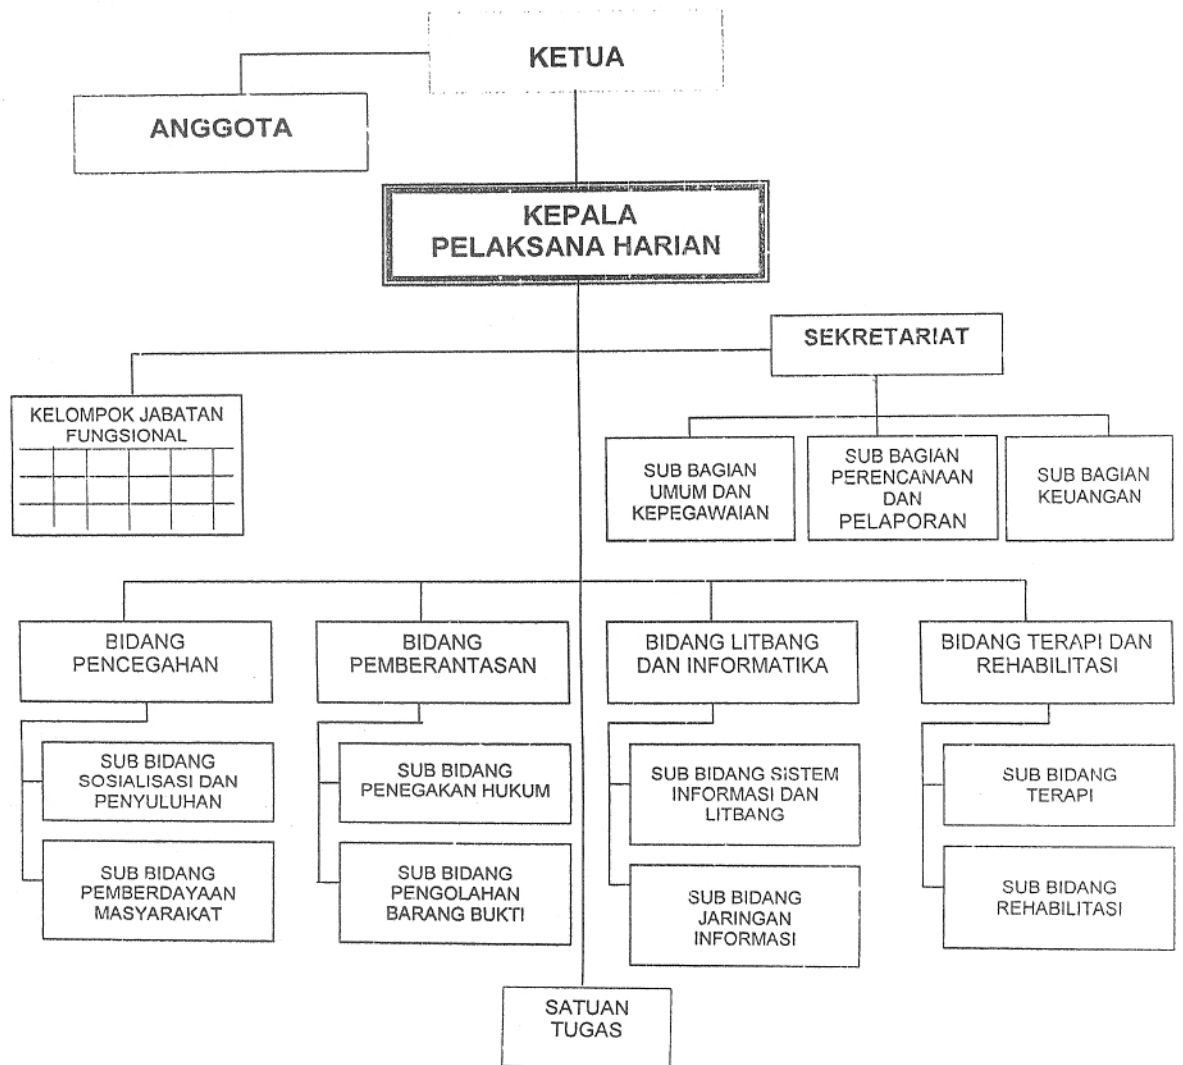 KETUA
ANGGOTA
KEPALA
PELAKSANA HARIAN
SEKRETARIAT
KELOMPOK JABATAN
FUNGSIONAL
SUB BAGIAN
UMUM DAN
KEPEGAWAIAN
SUB BAGIAN
PERENCANAAN
DAN
PELAPORAN
SUB BAGIAN
KEUANGAN
BIDANG
PENCEGAHAN
BIDANG
PEMBERANTASAN
BIDANG LITBANG
DAN INFORMATIKA
BIDANG TERAPI DAN
REHABILITASI
SUB BIDANG
SOSIALISASI DAN
PENYULUHAN
SUB BIDANG
PENEGAKAN HUKUM
SUB BIDANG SISTEM
INFORMASI DAN
LITBANG
SUB BIDANG
TERAPI
SUB BIDANG
PEMBERDAYAAN
MASYARAKAT
SUB BIDANG
PENGOLAHAN
BARANG BUKTI
SUB BIDANG
JARINGAN
INFORMASI
SUB BIDANG
REHABILITASI
SATUAN
TUGAS